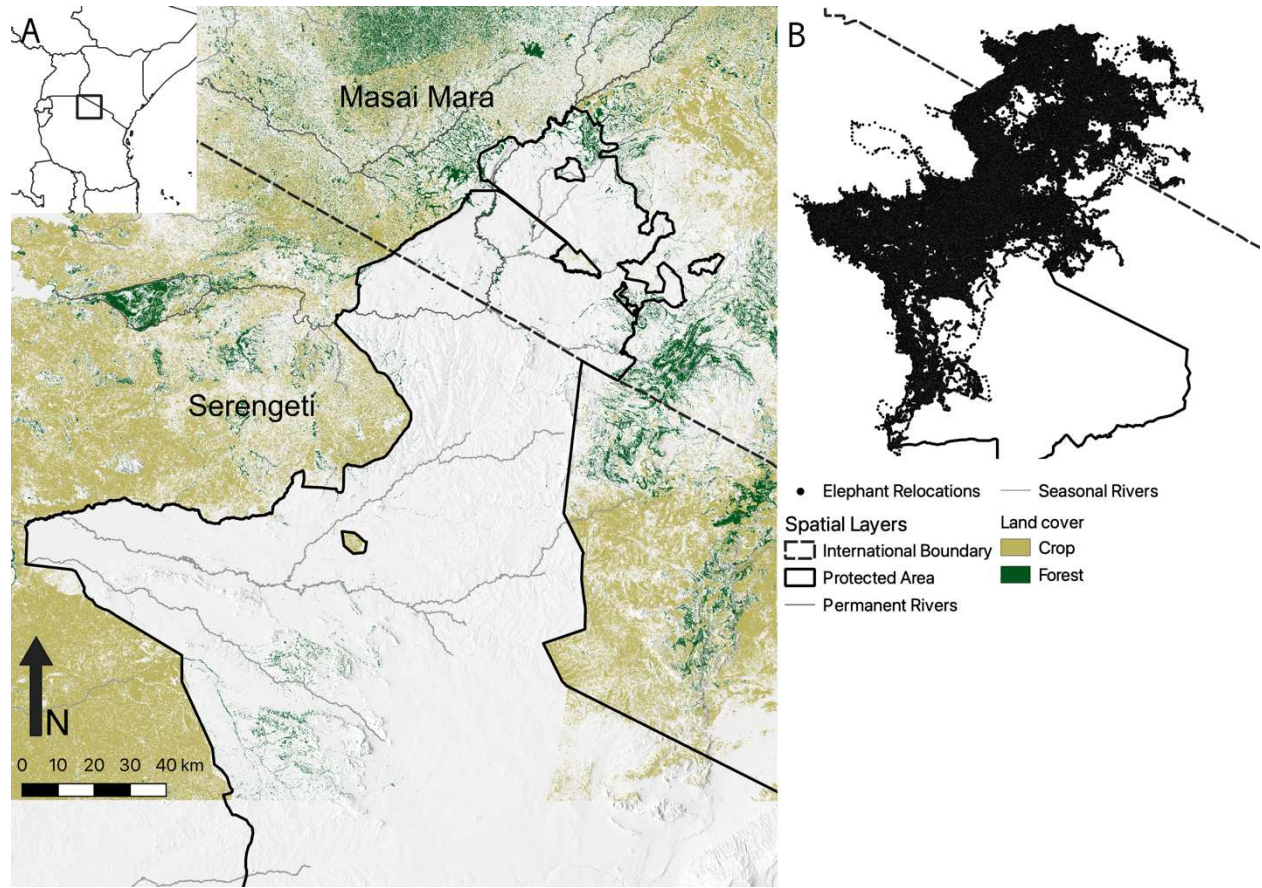 A
Masai Mara
Serengeti
N
0 10 20 30 40 km
B
Elephant Relocations
Seasonal Rivers
Spatial Layers
Land cover
International Boundary
Crop
Protected Area
Forest
Permanent Rivers